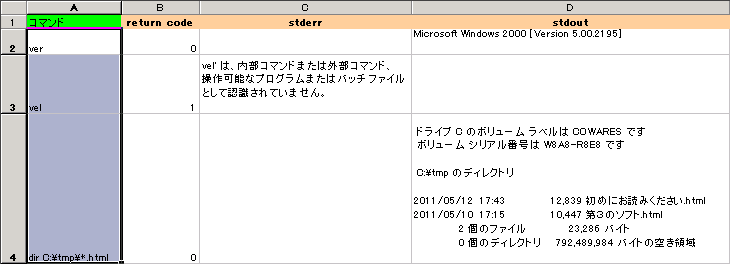 A B C D
1 コマンド return code stderr stdout
Microsoft Windows 2000 [Version 5.00.2195]
2 ver 0
vel' は、内部コマンドまたは外部コマンド、
操作可能なプログラムまたはバッチ ファイル
として認識されていません。
3 vel 1
ドライブ C のボリューム ラベルは COWARES です
ボリューム シリアル番号は W8A8-R8E8 です
C:¥tmp のディレクトリ
2011/05/12 17:43 12,839 初めにお読みください.html
2011/05/10 17:15 10,447 第3のソフト.html
2 個のファイル 23,286 バイト
0 個のディレクトリ 792,489,984 バイトの空き領域
4 dir C:¥tmp¥*.html 0